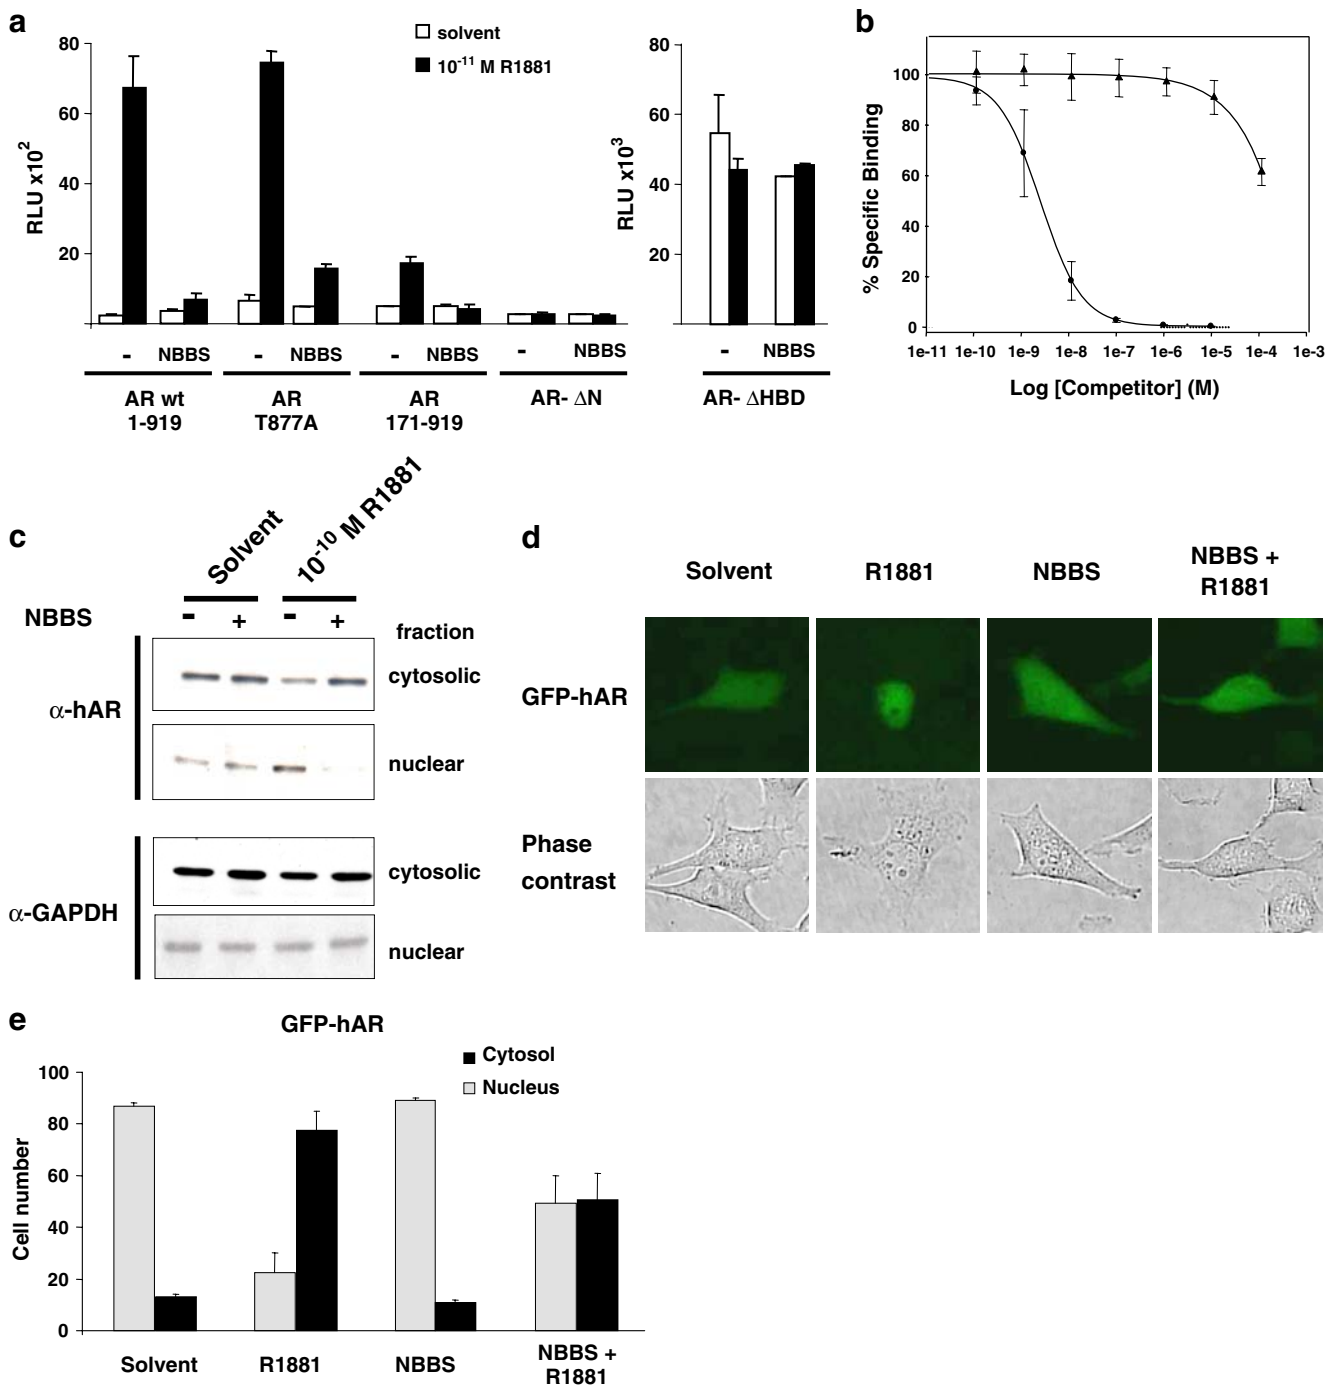 a
80
60
40
20
RLU x10²
solvent
10⁻¹¹ M R1881
- NBBS - NBBS - NBBS - NBBS
AR wt
1-919
AR
T877A
AR
171-919
AR- ΔN
80
60
40
20
RLU x10³
- NBBS
AR- ΔHBD
b
100
80
60
40
20
0
% Specific Binding
1e-11 1e-10 1e-9 1e-8 1e-7 1e-6 1e-5 1e-4 1e-3
Log [Competitor] (M)
c
Solvent
10⁻¹⁰ M R1881
NBBS - + - +
fraction
α-hAR
cytosolic
nuclear
α-GAPDH
cytosolic
nuclear
d
Solvent
R1881
NBBS
NBBS +
R1881
GFP-hAR
Phase
contrast
e
GFP-hAR
Cytosol
Nucleus
100
80
60
40
20
0
Cell number
Solvent
R1881
NBBS
NBBS +
R1881